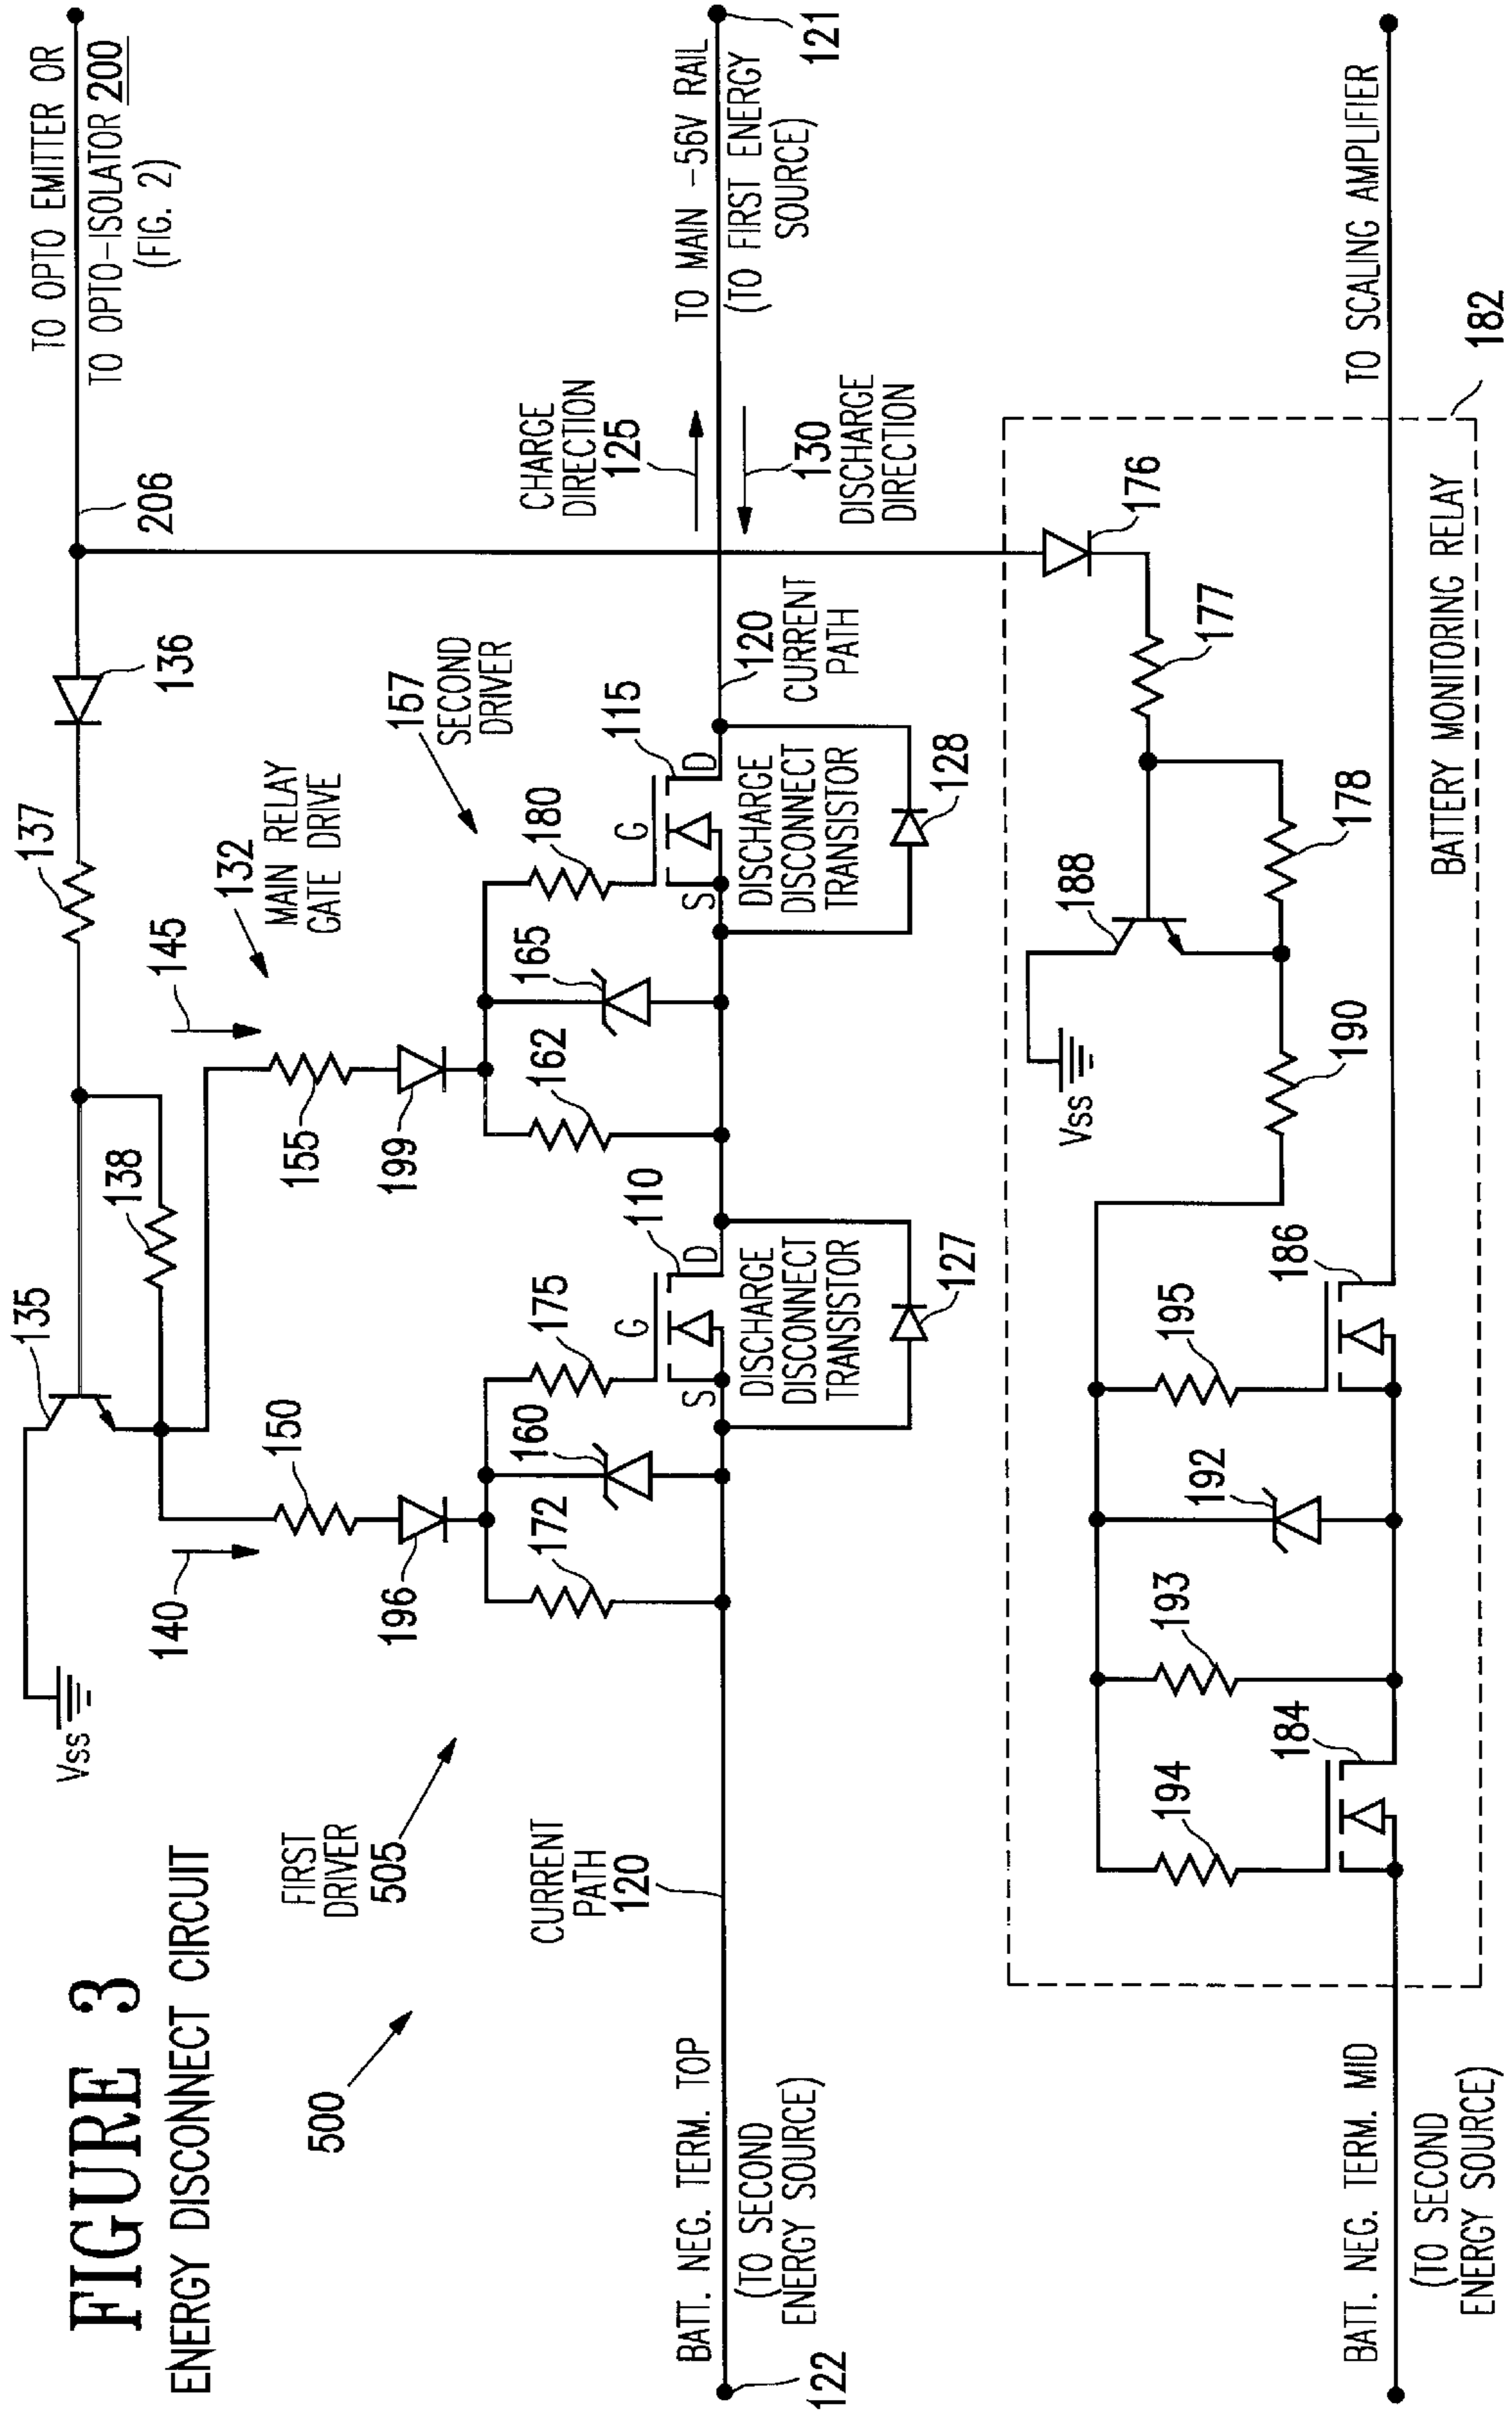 FIGURE 3
ENERGY DISCONNECT CIRCUIT
500
FIRST
DRIVER
505
Vss
135
138
137
136
206
TO OPTO EMITTER OR
TO OPTO-ISOLATOR 200
(FIG. 2)
140
150
196
145
155
199
132
MAIN RELAY
GATE DRIVE
157
SECOND
DRIVER
172
160
175
G
S
D
110
DISCHARGE
DISCONNECT
TRANSISTOR
127
162
165
180
G
S
D
115
DISCHARGE
DISCONNECT
TRANSISTOR
128
CHARGE
DIRECTION
125
130
DISCHARGE
DIRECTION
120
CURRENT
PATH
TO MAIN -56V RAIL
(TO FIRST ENERGY
SOURCE)
121
CURRENT
PATH
120
BATT. NEG. TERM. TOP
(TO SECOND
ENERGY SOURCE)
122
176
177
178
188
Vss
190
194
184
193
192
195
186
BATTERY MONITORING RELAY
182
TO SCALING AMPLIFIER
BATT. NEG. TERM. MID
(TO SECOND
ENERGY SOURCE)